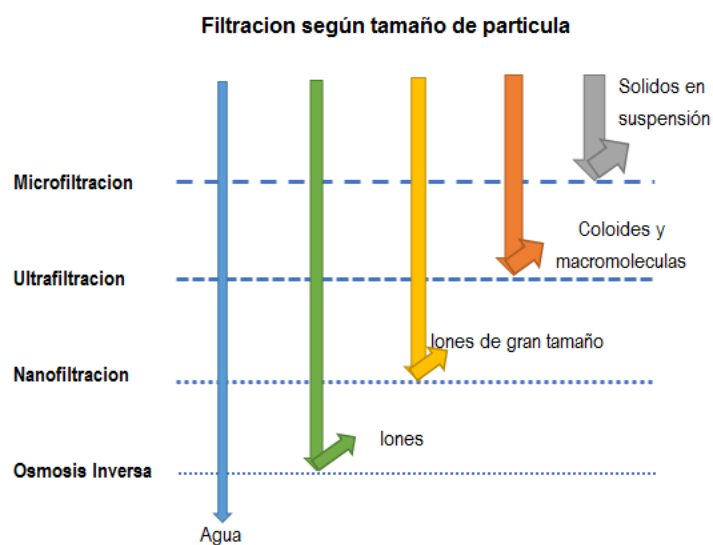 Filtracion según tamaño de particula
Solidos en
suspensión
Microfiltracion
Coloides y
macromoleculas
Ultrafiltracion
Iones de gran tamaño
Nanofiltracion
Iones
Osmosis Inversa
Agua